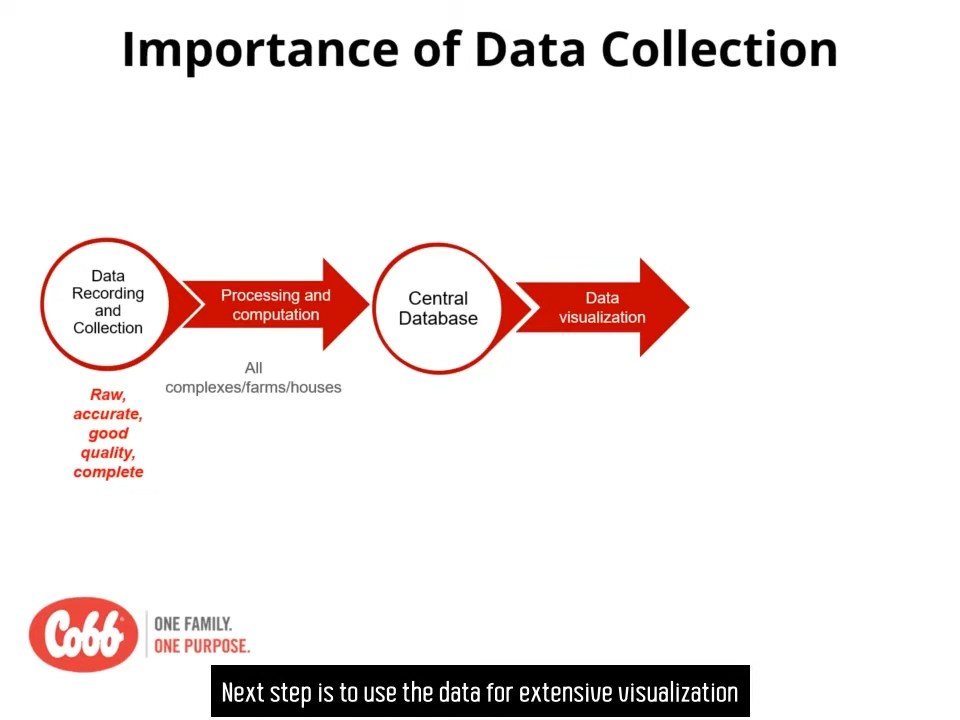 Importance of Data Collection
Data
Recording
and
Collection
Processing and
computation
Central
Database
Data
visualization
All
complexes/farms/houses
Raw,
accurate,
good
quality,
complete
Cobb
ONE FAMILY.
ONE PURPOSE.
Next step is to use the data for extensive visualization